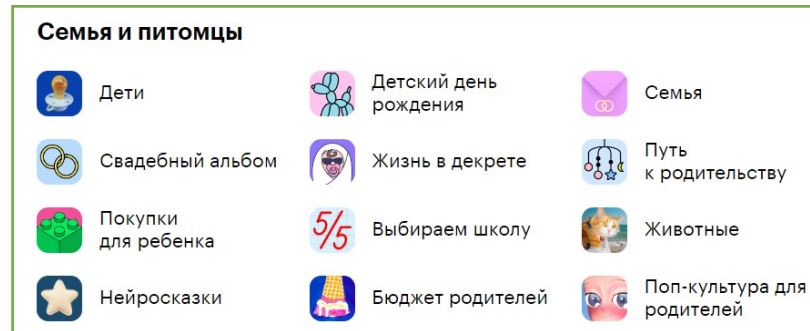 Семья и питомцы
Дети
Детский день
рождения
Семья
Свадебный альбом
Жизнь в декрете
Путь
к родительству
Покупки
для ребенка
5/5
Выбираем школу
Животные
Нейросказки
Бюджет родителей
Поп-культура для
родителей